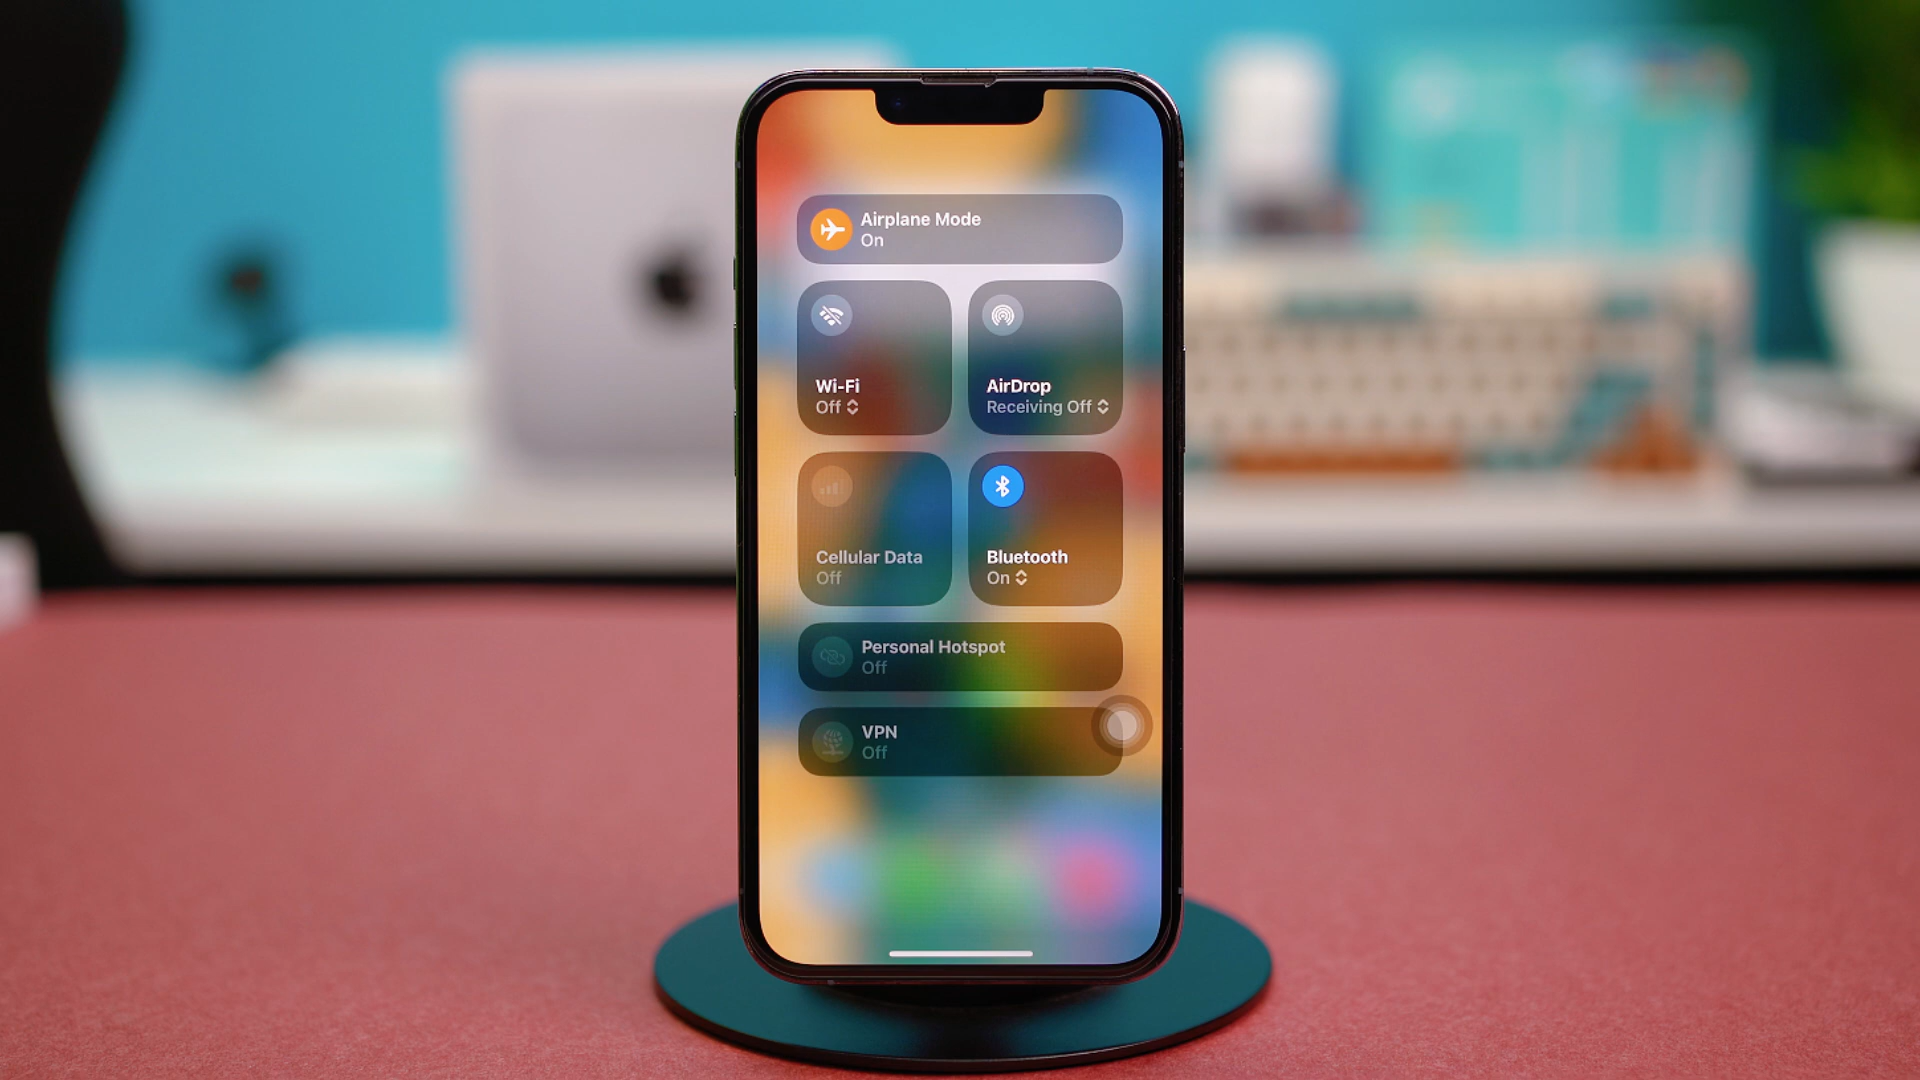 Airplane Mode
On
Wi-Fi
Off
AirDrop
Receiving Off
Cellular Data
Off
Bluetooth
On
Personal Hotspot
Off
VPN
Off